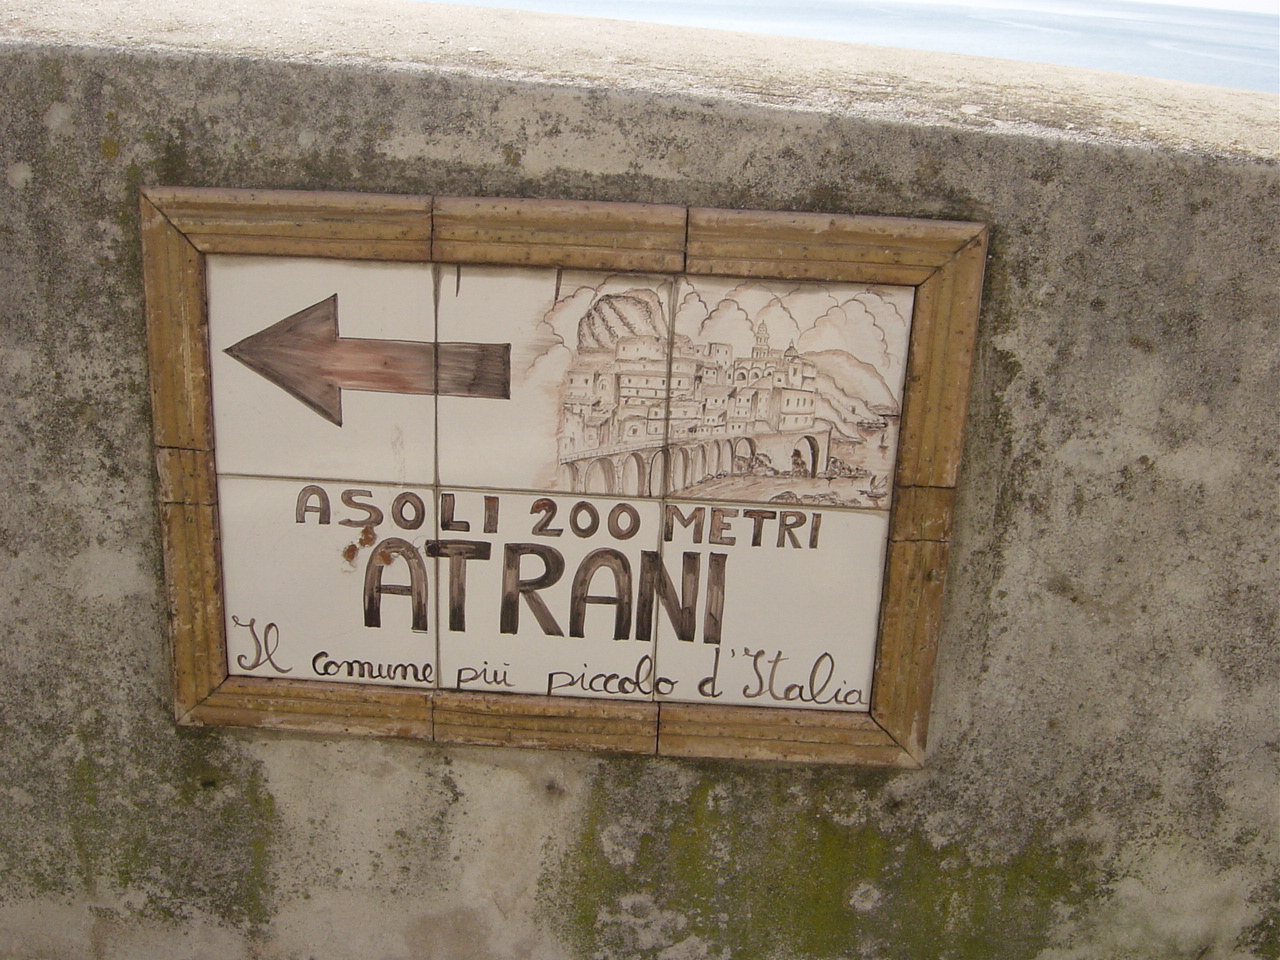 ASOLI 200 METRI
ATRANI
Il comune più piccolo d'Italia